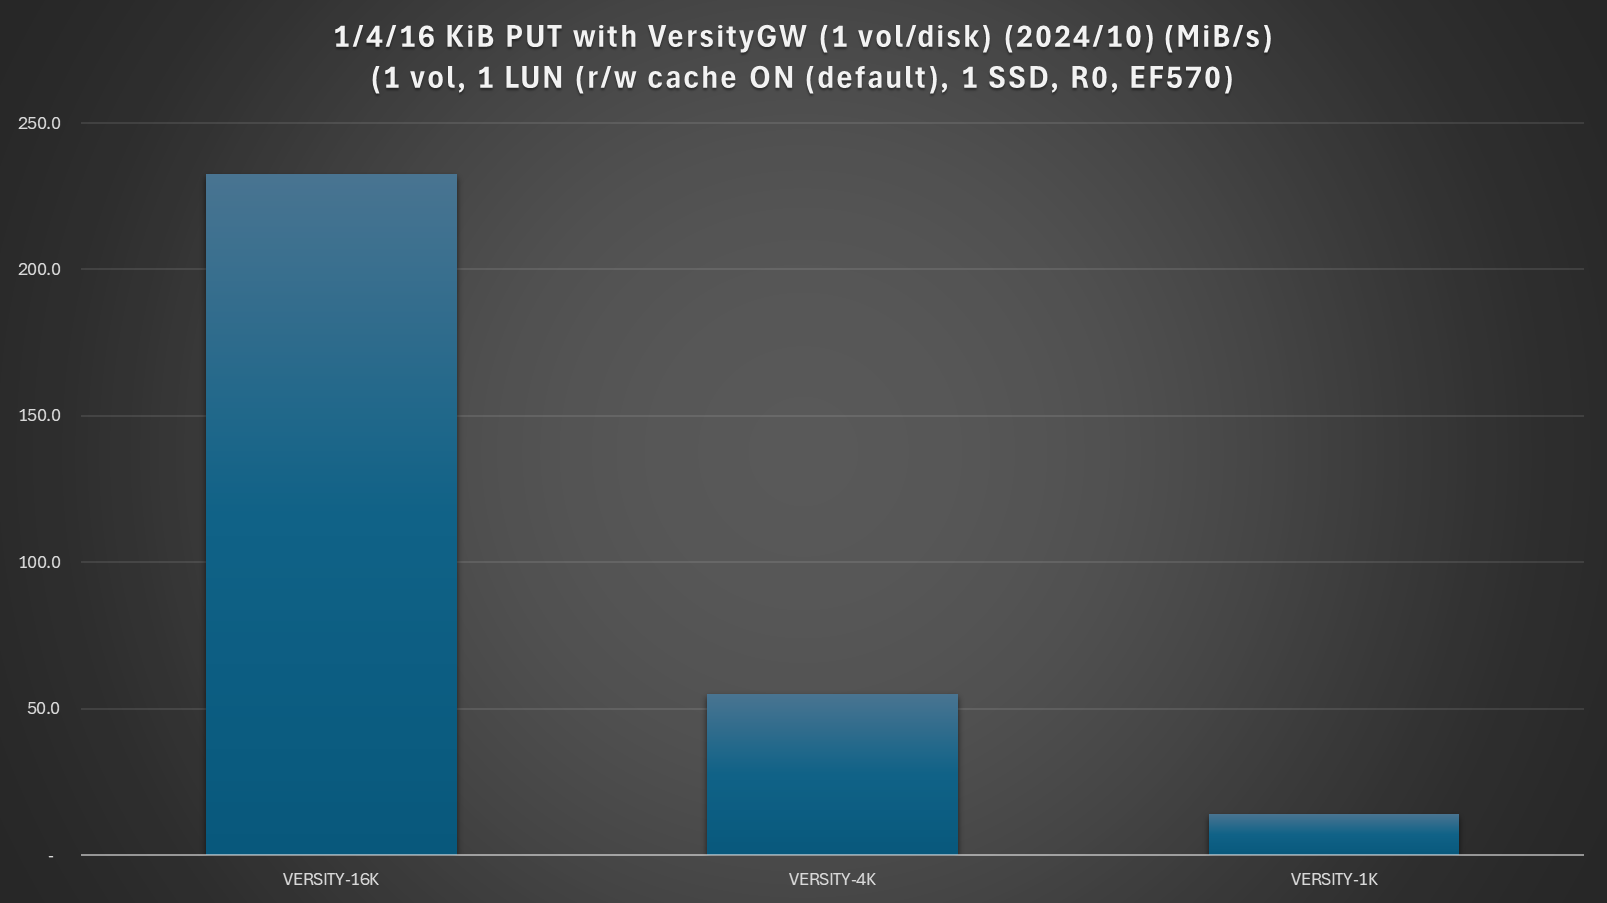 1/4/16 KiB PUT with VersityGW (1 vol/disk) (2024/10) (MiB/s)
(1 vol, 1 LUN (r/w cache ON (default), 1 SSD, R0, EF570)
250.0
200.0
150.0
100.0
50.0
-
VERSITY-16K
VERSITY-4K
VERSITY-1K